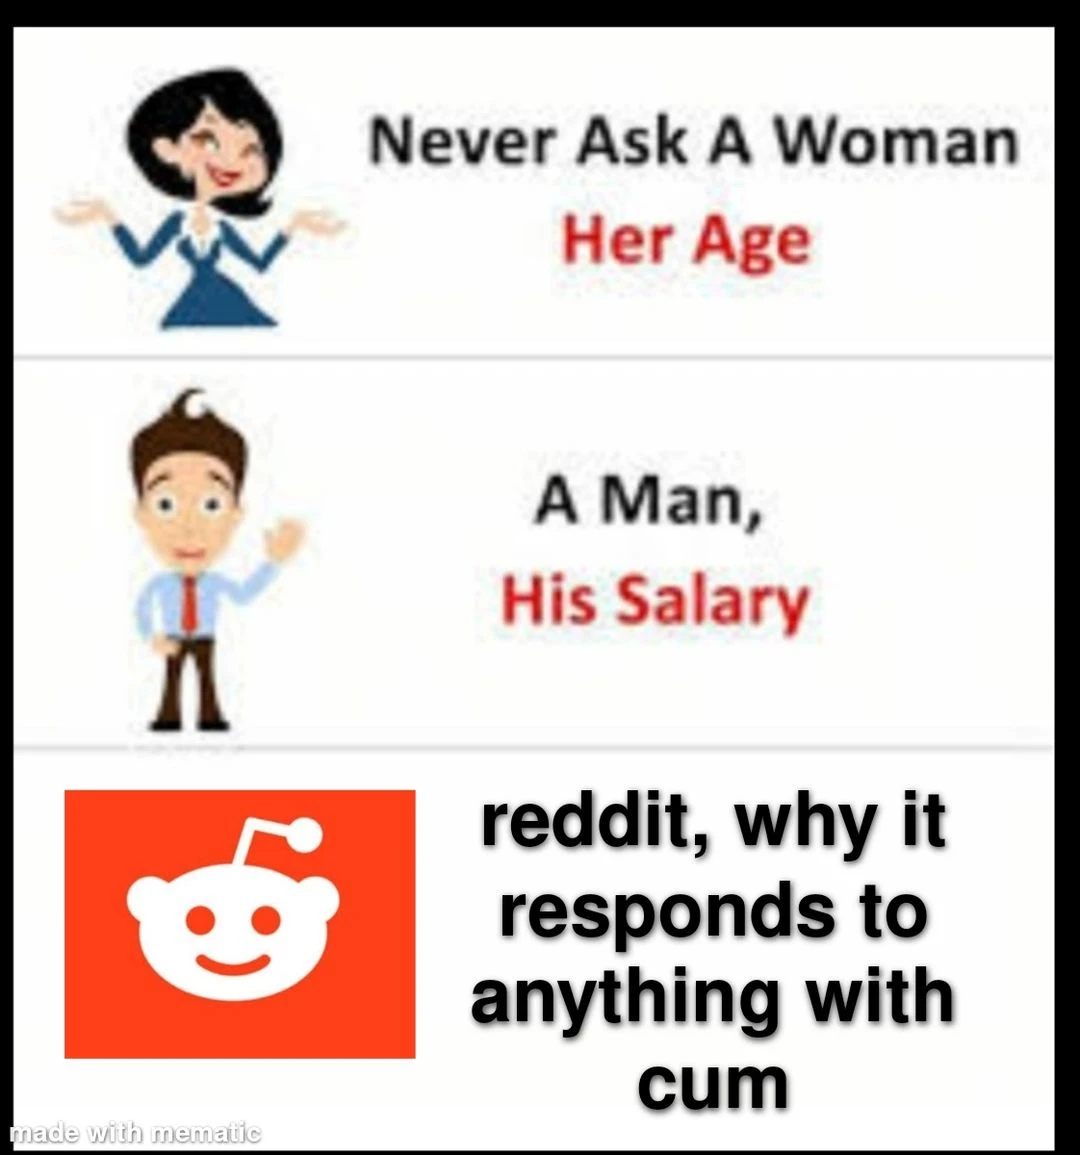 Never Ask A Woman
Her Age
A Man,
His Salary
reddit, why it
responds to
anything with
cum
made with mematic